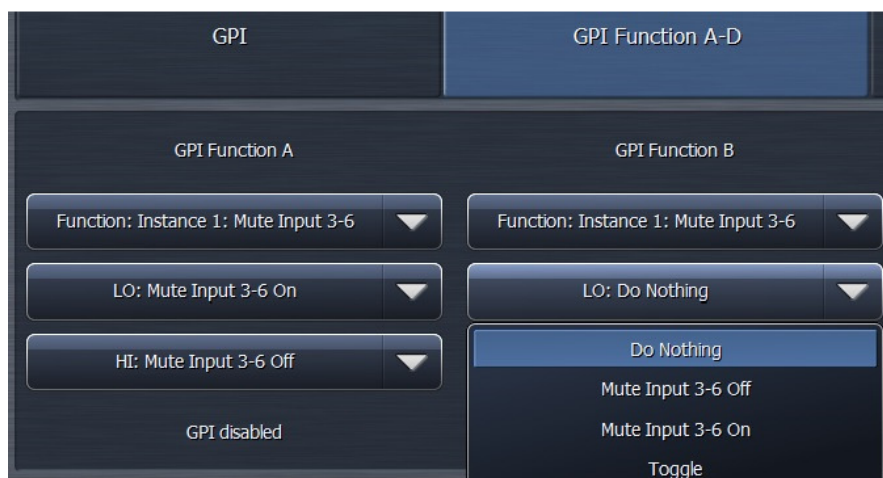 GPI
GPI Function A-D
GPI Function A
GPI Function B
Function: Instance 1: Mute Input 3-6
Function: Instance 1: Mute Input 3-6
LO: Mute Input 3-6 On
LO: Do Nothing
HI: Mute Input 3-6 Off
Do Nothing
Mute Input 3-6 Off
Mute Input 3-6 On
GPI disabled
Toggle